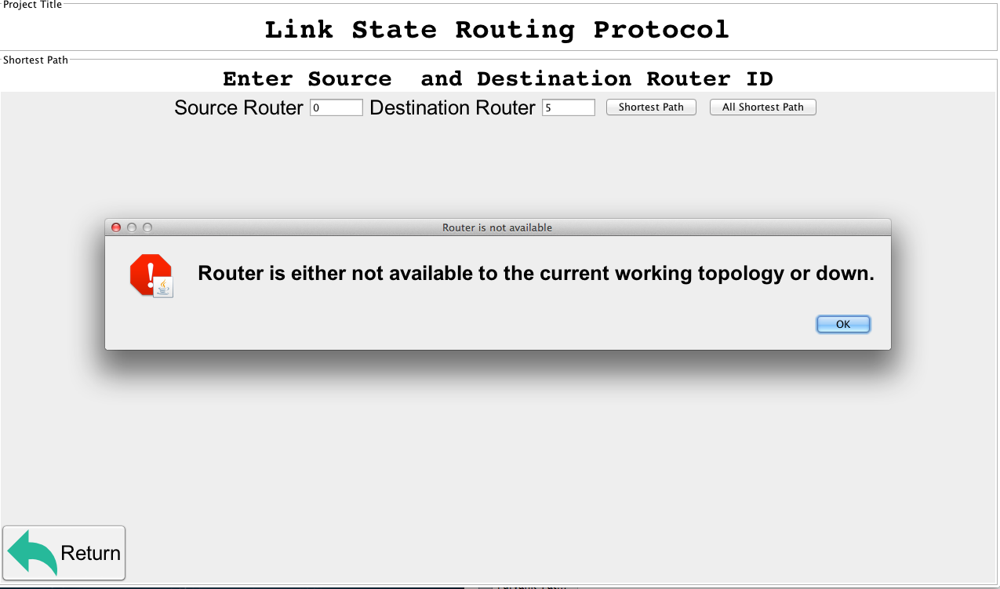 Project Title
Link State Routing Protocol
Shortest Path
Enter Source and Destination Router ID
Source Router 0 Destination Router 5 Shortest Path All Shortest Path
Router is not available
Router is either not available to the current working topology or down.
OK
Return